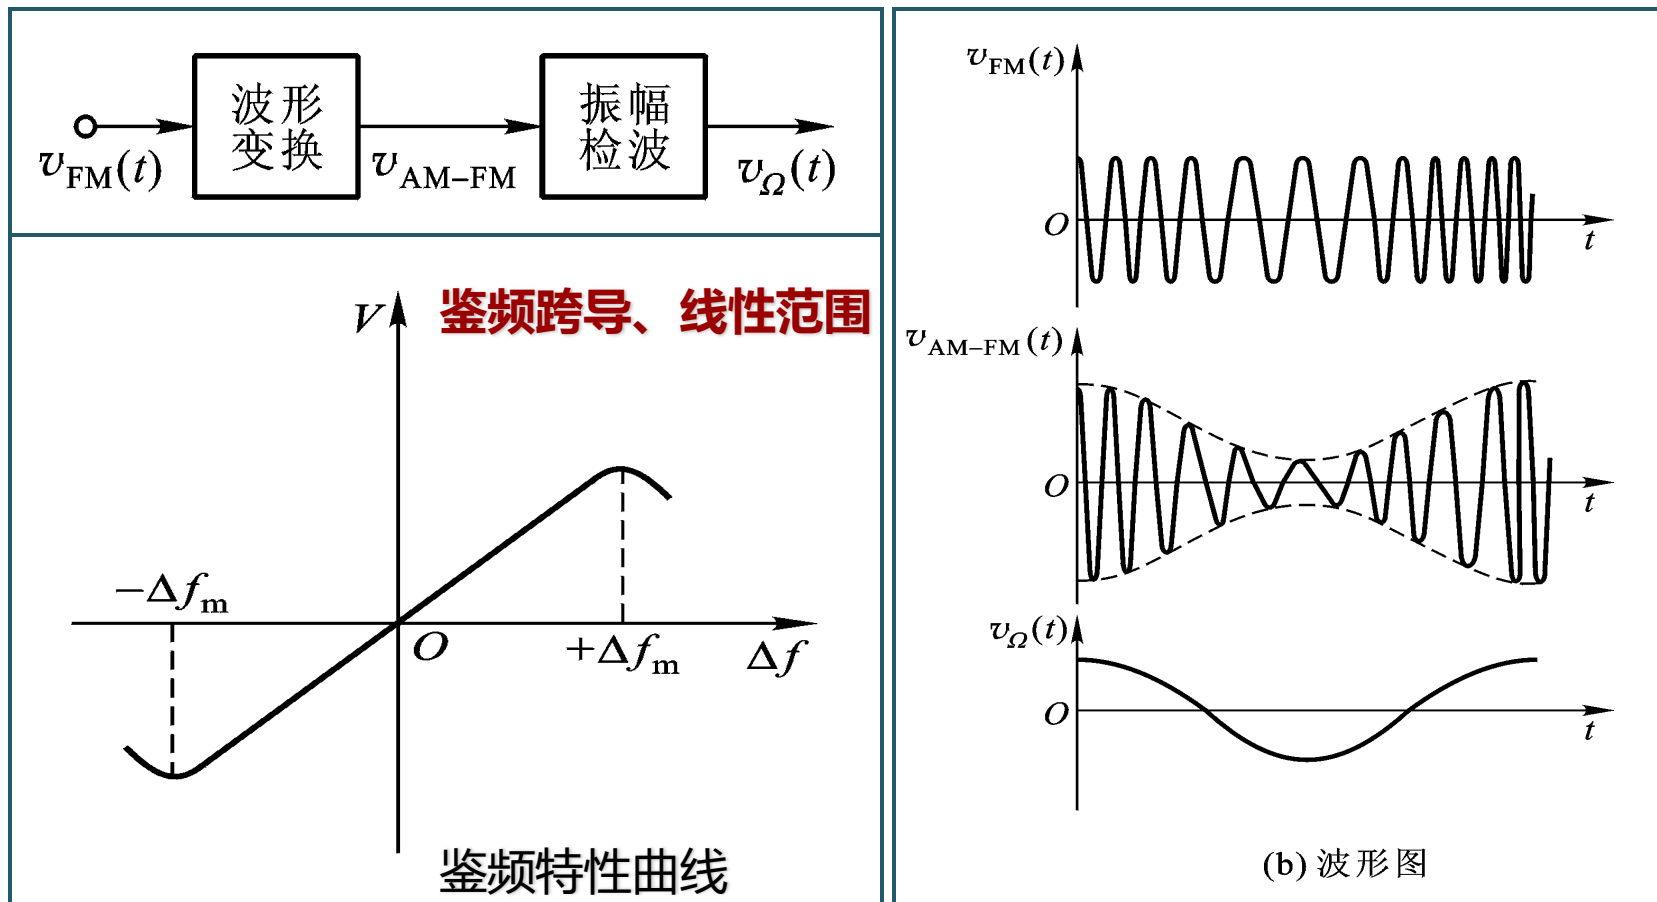 波形
变换
振幅
检波
v_FM(t)
v_AM-FM
v_Ω(t)
V
鉴频跨导、线性范围
-Δf_m
O
+Δf_m
Δf
鉴频特性曲线
v_FM(t)
O
t
v_AM-FM(t)
O
t
v_Ω(t)
O
t
(b) 波形图